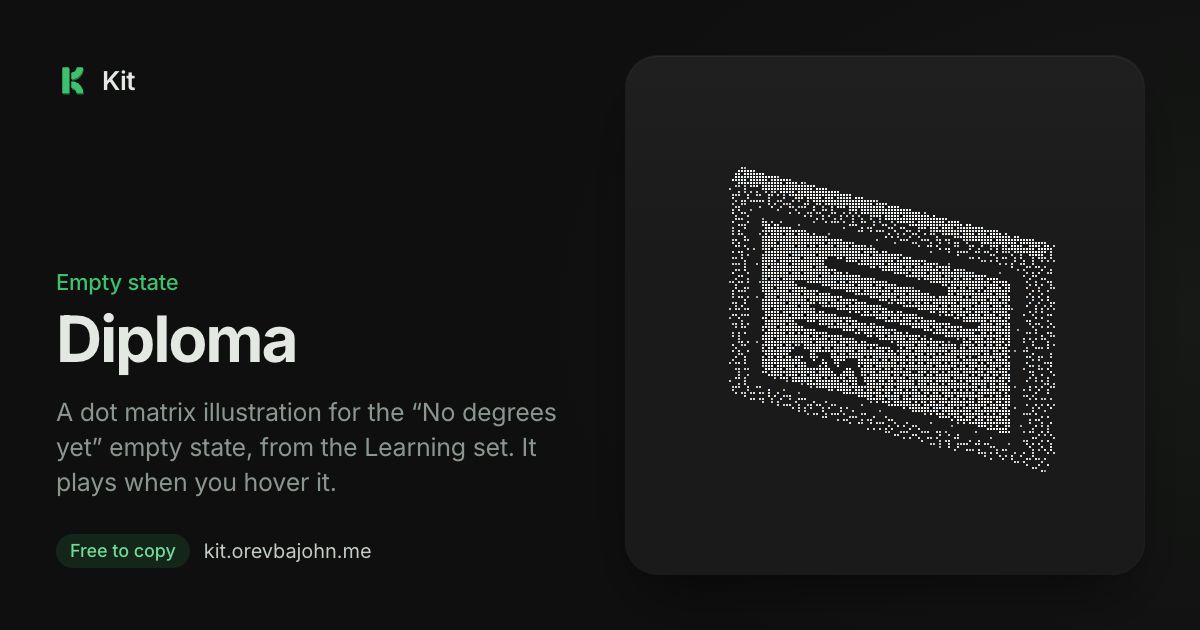 Kit
Empty state
Diploma
A dot matrix illustration for the “No degrees
yet” empty state, from the Learning set. It
plays when you hover it.
Free to copy
kit.orevbajohn.me